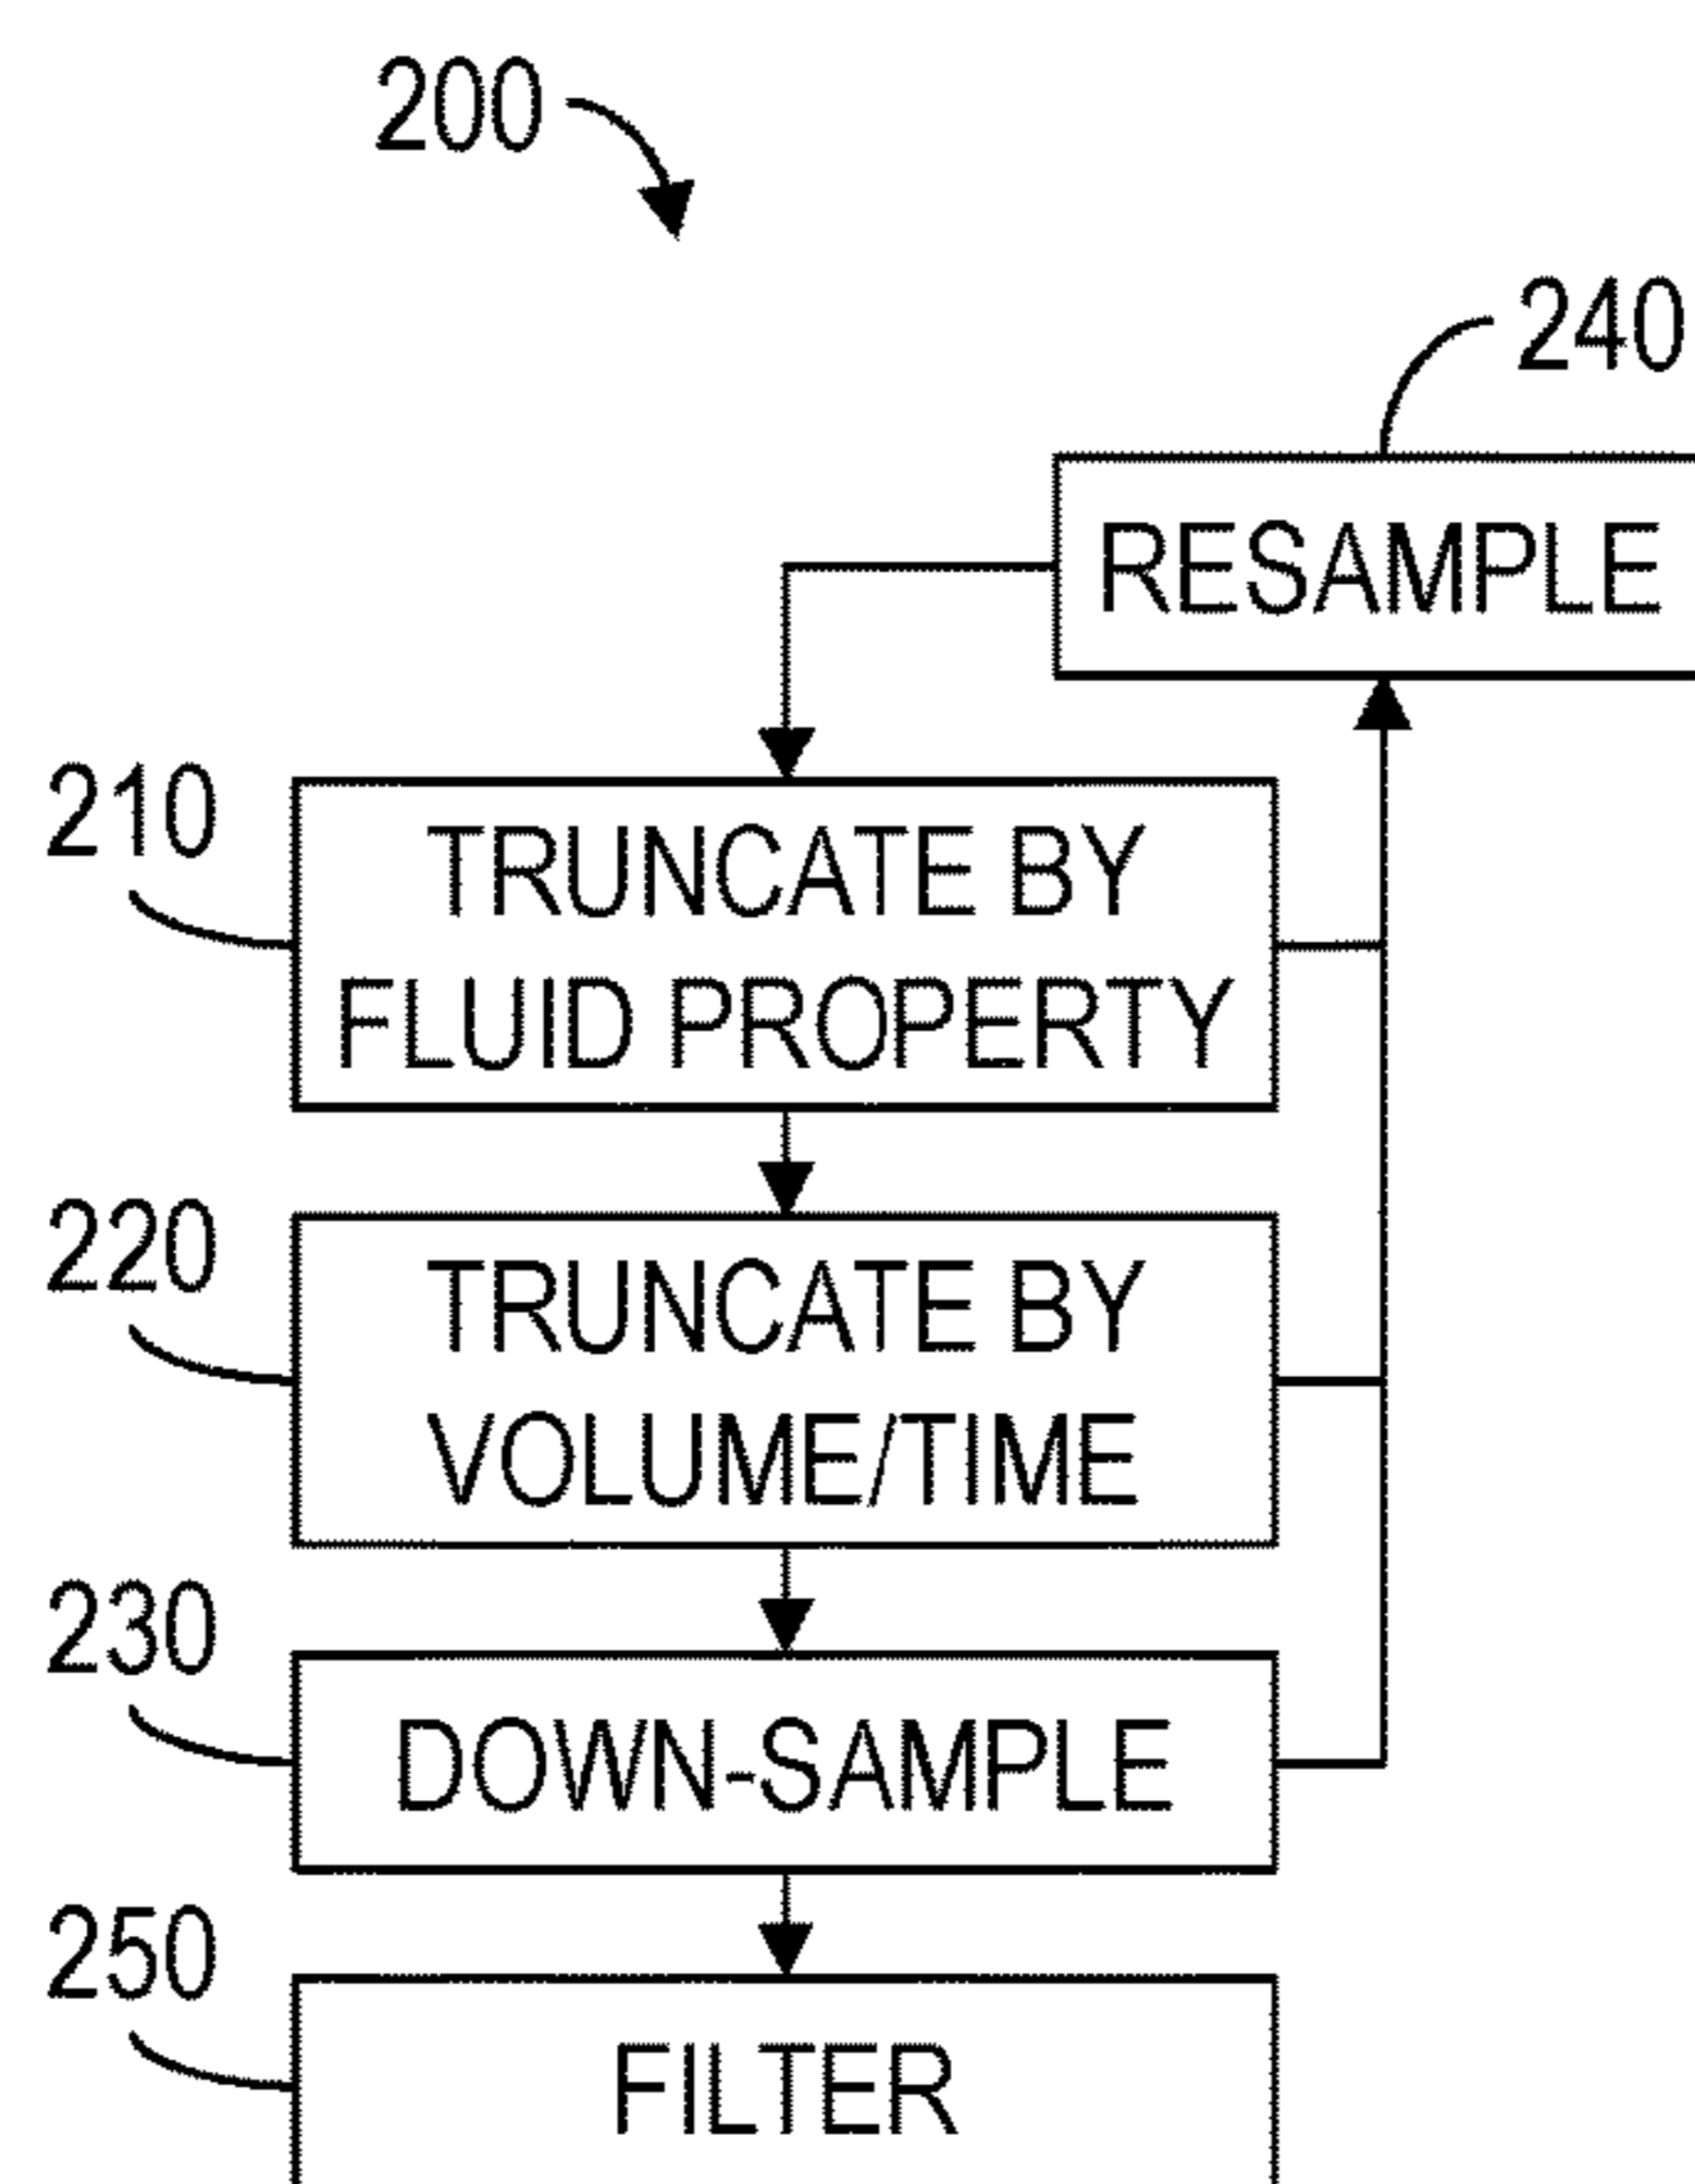 200
240
RESAMPLE
210
TRUNCATE BY
FLUID PROPERTY
220
TRUNCATE BY
VOLUME/TIME
230
DOWN-SAMPLE
250
FILTER